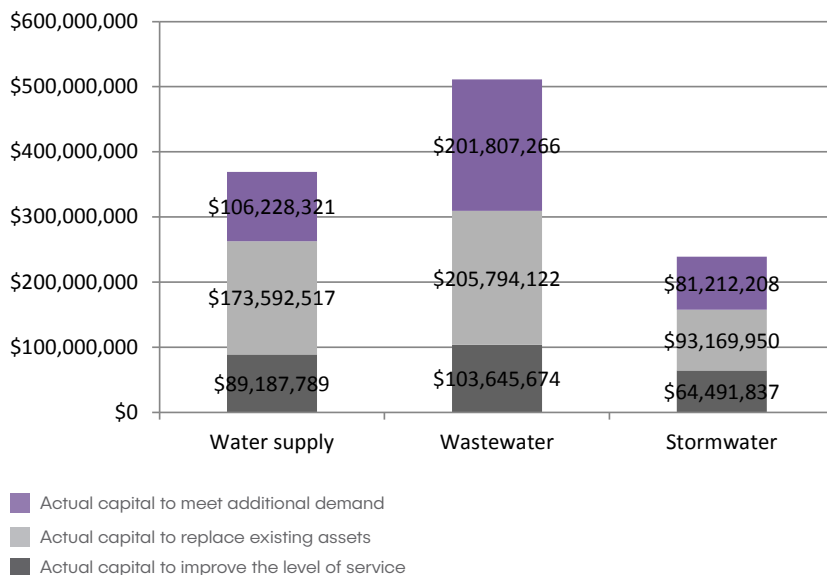 $600,000,000
$500,000,000
$400,000,000
$300,000,000
$200,000,000
$100,000,000
$0
$106,228,321
$173,592,517
$89,187,789
$201,807,266
$205,794,122
$103,645,674
$81,212,208
$93,169,950
$64,491,837
Water supply
Wastewater
Stormwater
Actual capital to meet additional demand
Actual capital to replace existing assets
Actual capital to improve the level of service